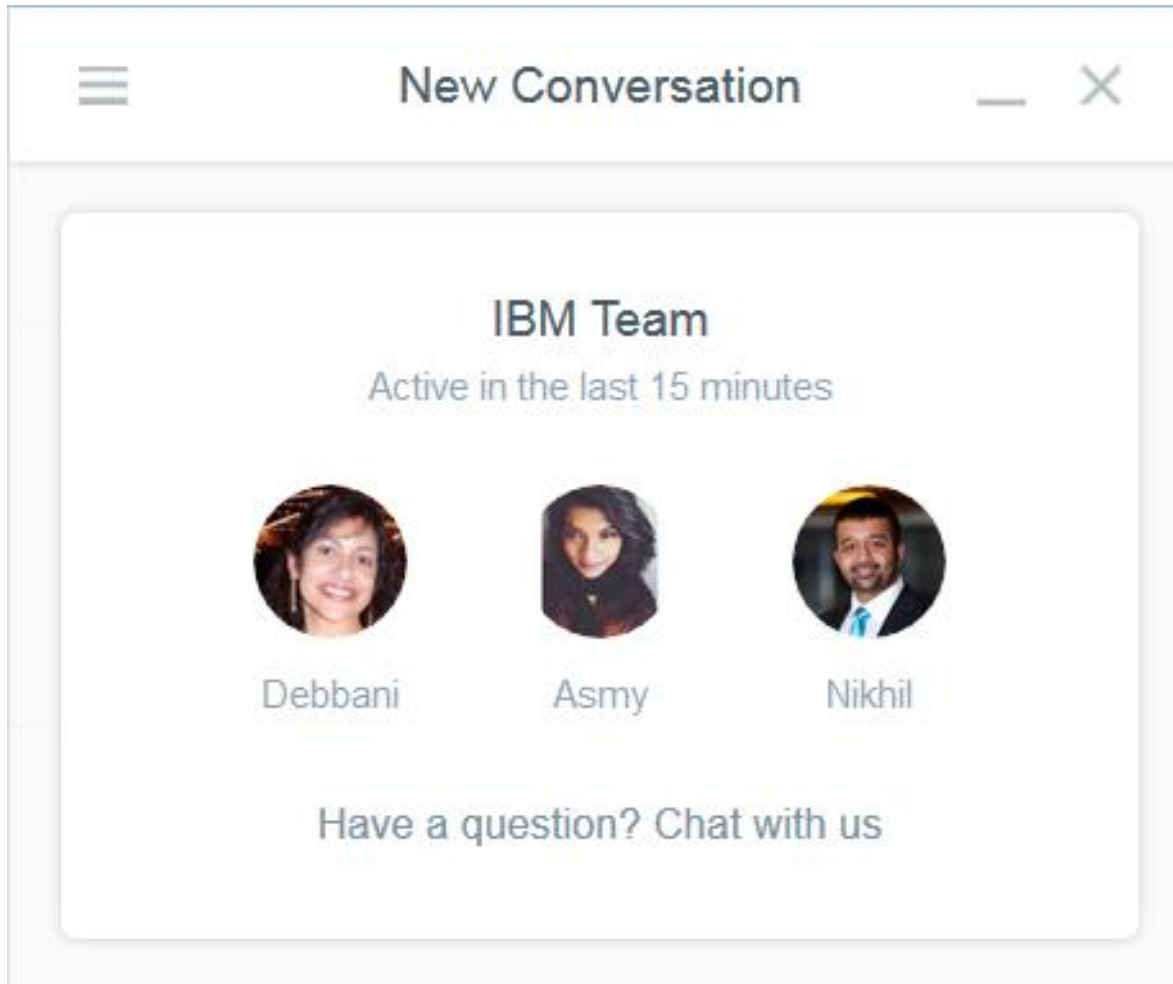 New Conversation
IBM Team
Active in the last 15 minutes
Debbani Asmy Nikhil
Have a question? Chat with us